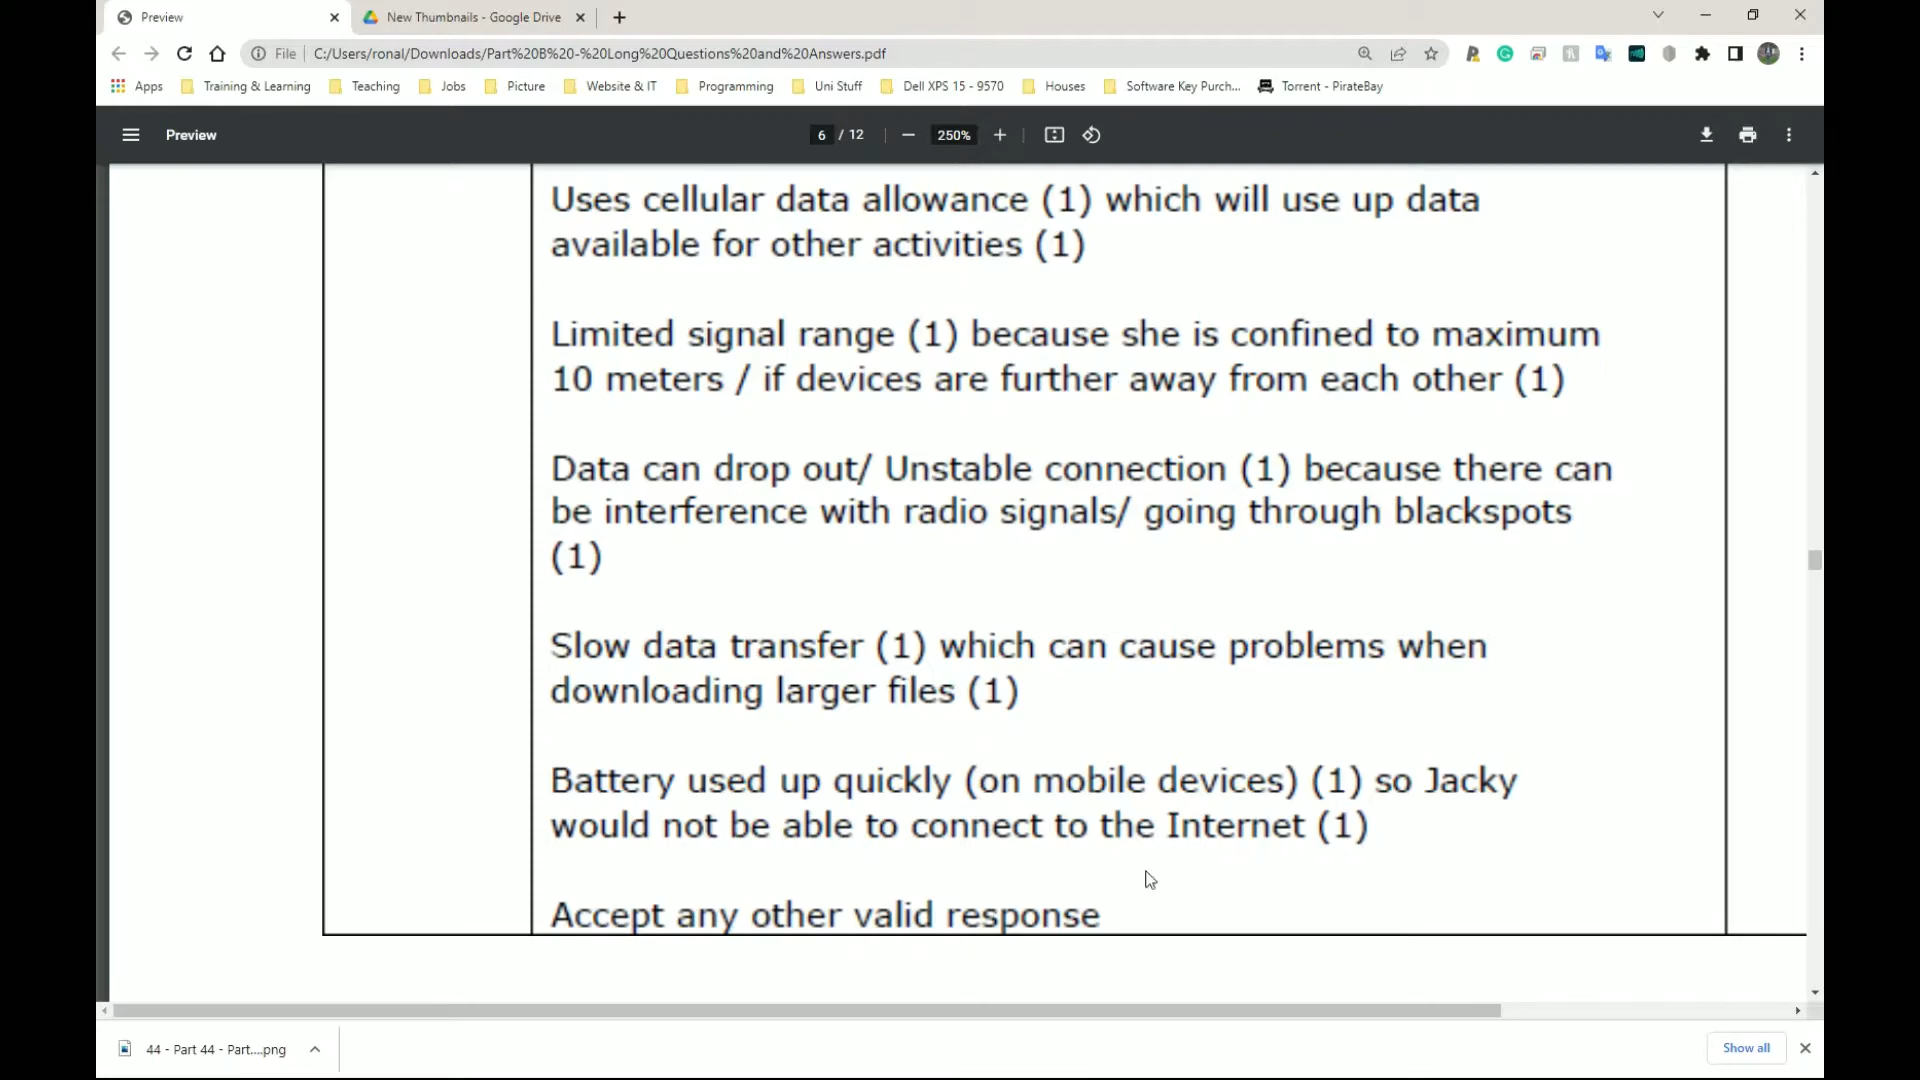 Preview
New Thumbnails - Google Drive
File
C:/Users/ronal/Downloads/Part%20B%20-%20Long%20Questions%20and%20Answers.pdf
Apps Training & Learning Teaching Jobs Picture Website & IT Programming Uni Stuff Dell XPS 15 - 9570 Houses Software Key Purch... Torrent - PirateBay
Preview 6 / 12 250%
Uses cellular data allowance (1) which will use up data
available for other activities (1)
Limited signal range (1) because she is confined to maximum
10 meters / if devices are further away from each other (1)
Data can drop out/ Unstable connection (1) because there can
be interference with radio signals/ going through blackspots
(1)
Slow data transfer (1) which can cause problems when
downloading larger files (1)
Battery used up quickly (on mobile devices) (1) so Jacky
would not be able to connect to the Internet (1)
Accept any other valid response
44 - Part 44 - Part....png
Show all